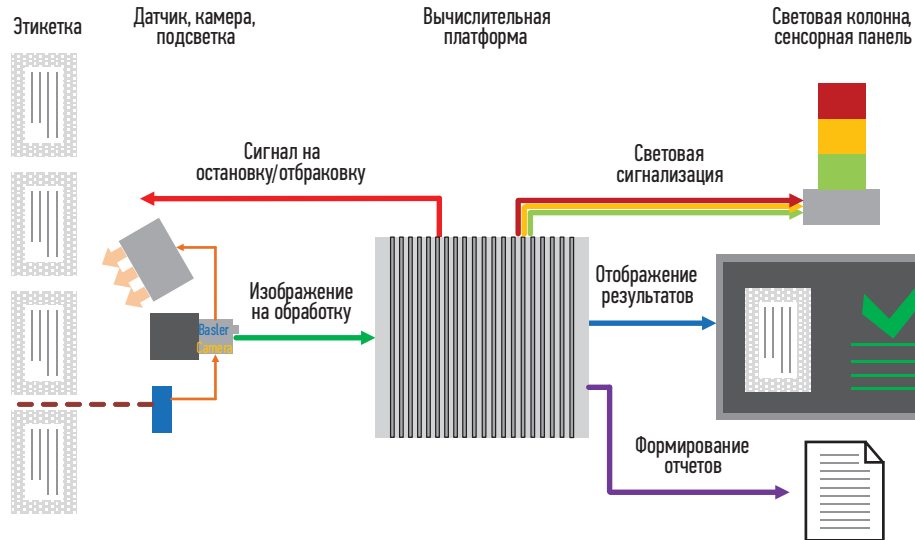 Этикетка
Датчик, камера,
подсветка
Вычислительная
платформа
Световая колонна,
сенсорная панель
Сигнал на
остановку/отбраковку
Световая
сигнализация
Изображение
на обработку
Отображение
результатов
Basler
Camera
Формирование
отчетов